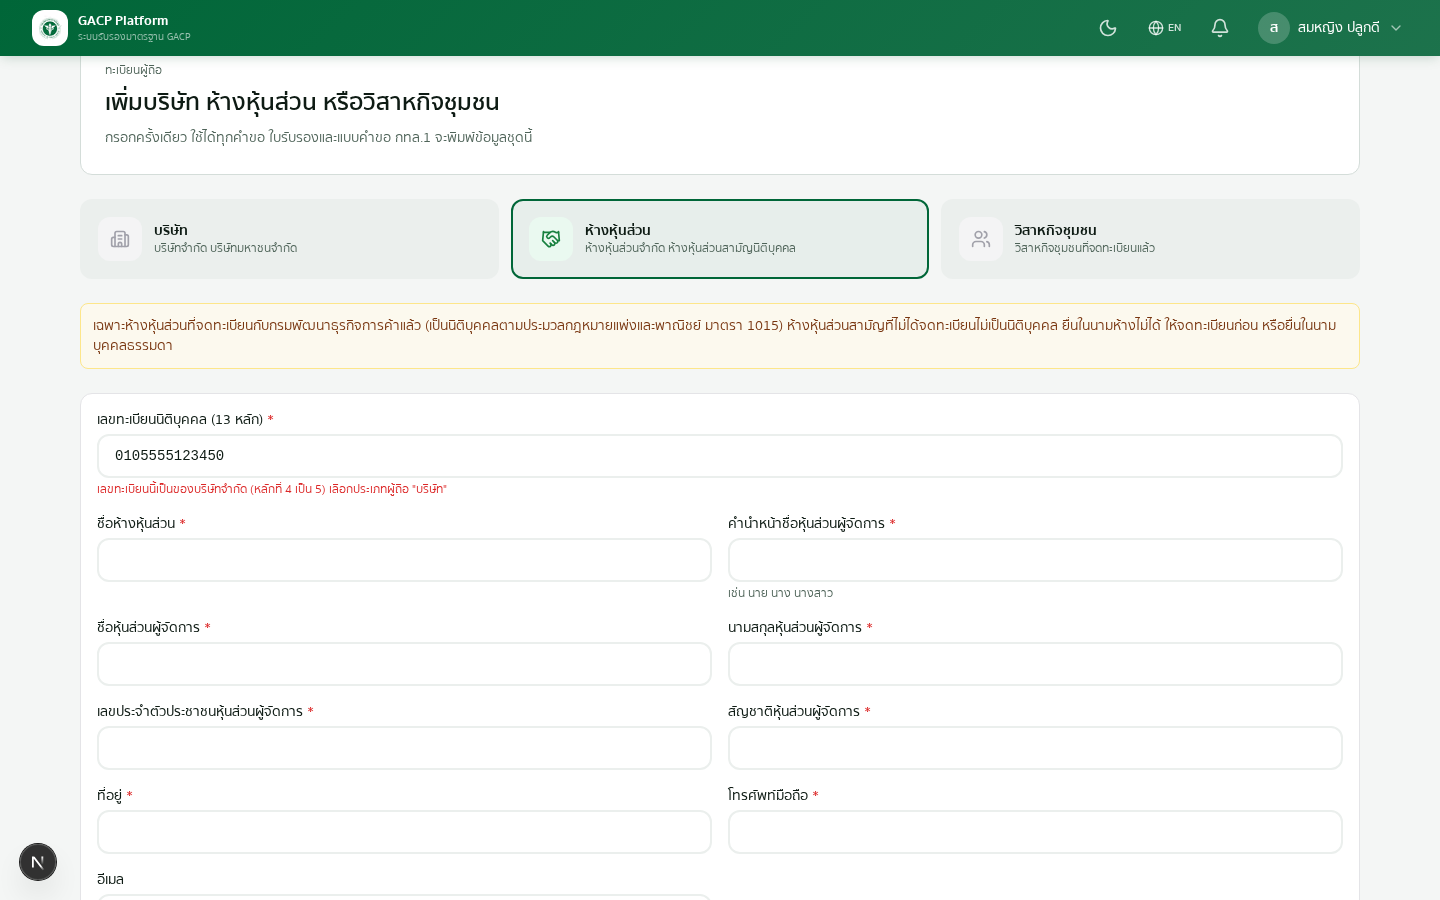 GACP Platform
ระบบรับรองมาตรฐาน GACP
EN
ส
สมหญิง ปลูกดี
ทะเบียนผู้ถือ
เพิ่มบริษัท ห้างหุ้นส่วน หรือวิสาหกิจชุมชน
กรอกครั้งเดียว ใช้ได้ทุกคำขอ ใบรับรองและแบบคำขอ กทล.1 จะพิมพ์ข้อมูลชุดนี้
บริษัท
บริษัทจำกัด บริษัทมหาชนจำกัด
ห้างหุ้นส่วน
ห้างหุ้นส่วนจำกัด ห้างหุ้นส่วนสามัญนิติบุคคล
วิสาหกิจชุมชน
วิสาหกิจชุมชนที่จดทะเบียนแล้ว
เฉพาะห้างหุ้นส่วนที่จดทะเบียนกับกรมพัฒนาธุรกิจการค้าแล้ว (เป็นนิติบุคคลตามประมวลกฎหมายแพ่งและพาณิชย์ มาตรา 1015) ห้างหุ้นส่วนสามัญที่ไม่ได้จดทะเบียนไม่เป็นนิติบุคคล ยื่นในนามห้างไม่ได้ ให้จดทะเบียนก่อน หรือยื่นในนาม
บุคคลธรรมดา
เลขทะเบียนนิติบุคคล (13 หลัก) *
0105555123450
เลขทะเบียนนี้เป็นของบริษัทจำกัด (หลักที่ 4 เป็น 5) เลือกประเภทผู้ถือ "บริษัท"
ชื่อห้างหุ้นส่วน *
คำนำหน้าชื่อหุ้นส่วนผู้จัดการ *
เช่น นาย นาง นางสาว
ชื่อหุ้นส่วนผู้จัดการ *
นามสกุลหุ้นส่วนผู้จัดการ *
เลขประจำตัวประชาชนหุ้นส่วนผู้จัดการ *
สัญชาติหุ้นส่วนผู้จัดการ *
ที่อยู่ *
โทรศัพท์มือถือ *
อีเมล